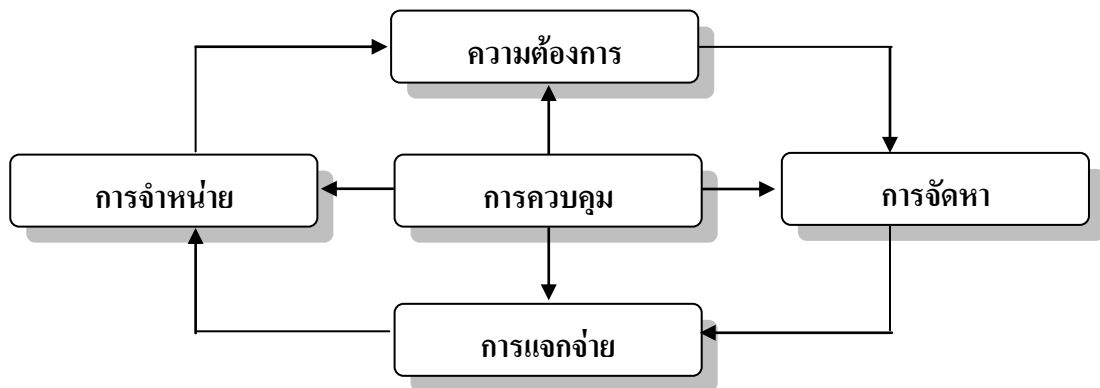 ความต้องการ
การจำหน่าย
การควบคุม
การจัดหา
การแจกจ่าย